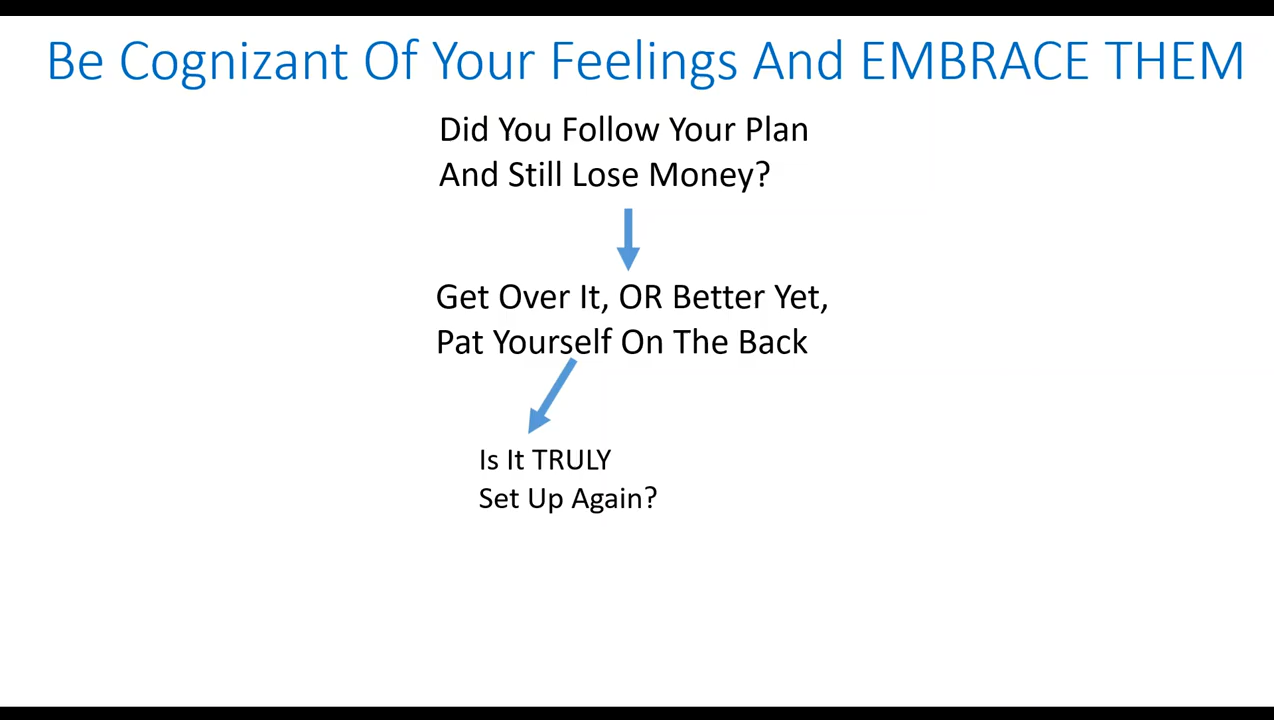 Be Cognizant Of Your Feelings And EMBRACE THEM
Did You Follow Your Plan
And Still Lose Money?
Get Over It, OR Better Yet,
Pat Yourself On The Back
Is It TRULY
Set Up Again?